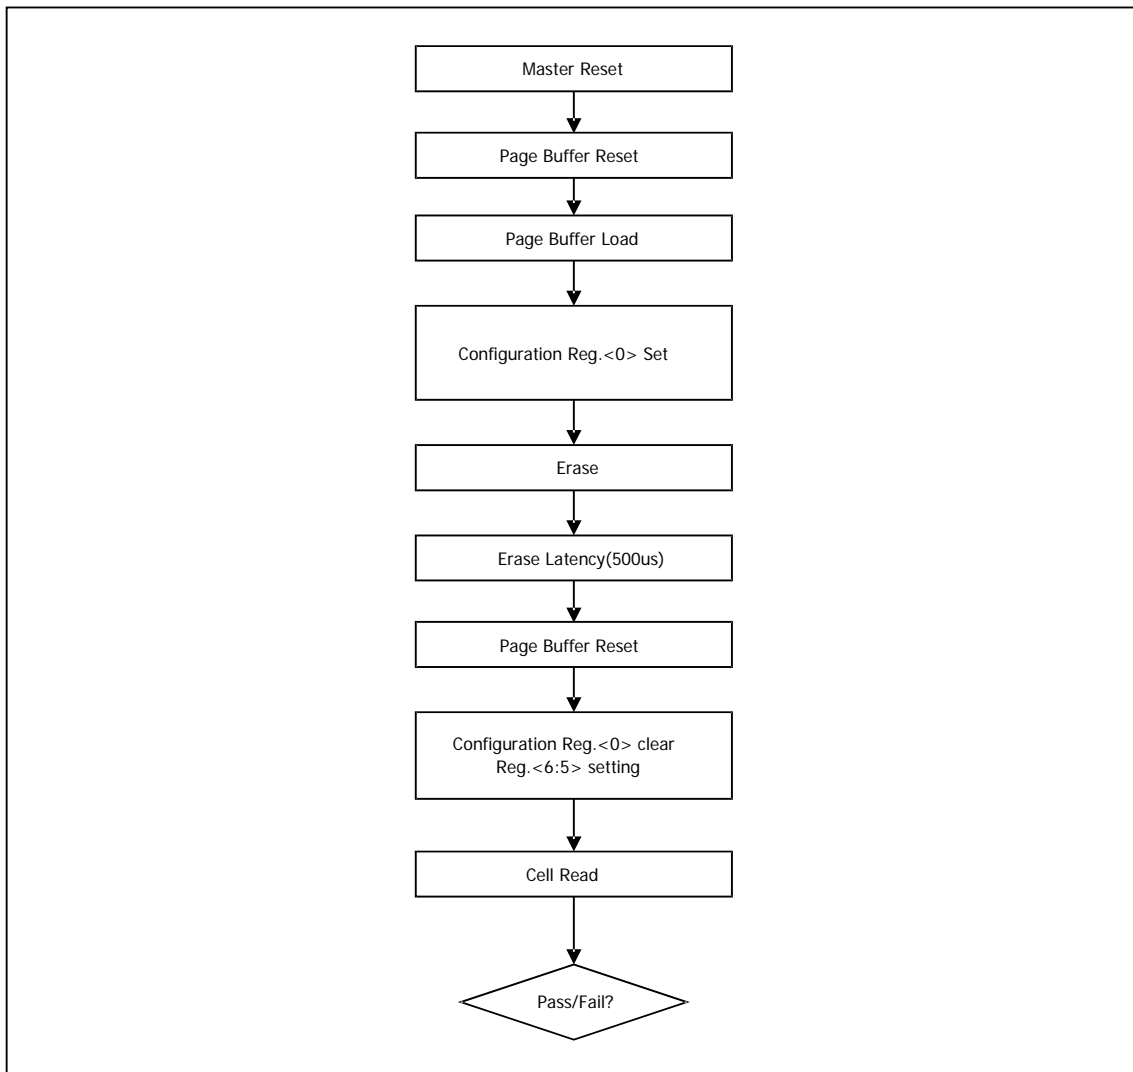 Master Reset
Page Buffer Reset
Page Buffer Load
Configuration Reg.<0> Set
Erase
Erase Latency(500us)
Page Buffer Reset
Configuration Reg.<0> clear
Reg.<6:5> setting
Cell Read
Pass/Fail?